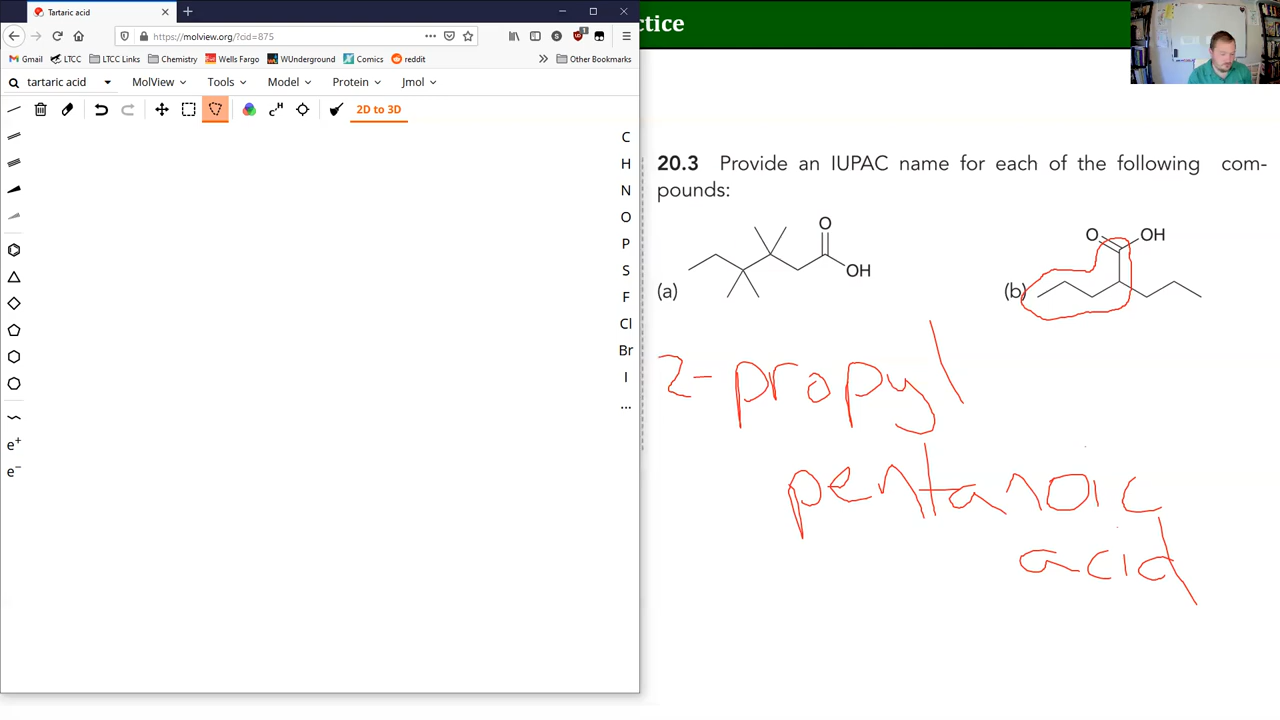 Tartaric acid
ctice
https://molview.org/?cid=875
Gmail LTCC LTCC Links Chemistry Wells Fargo WUnderground Comics reddit Other Bookmarks
tartaric acid MolView Tools Model Protein Jmol
2D to 3D
C
H
N
O
P
S
F
Cl
Br
I
...
e+
e−
20.3 Provide an IUPAC name for each of the following com-
pounds:
O
OH
(a)
O OH
(b)
2-propyl
pentanoic
acid